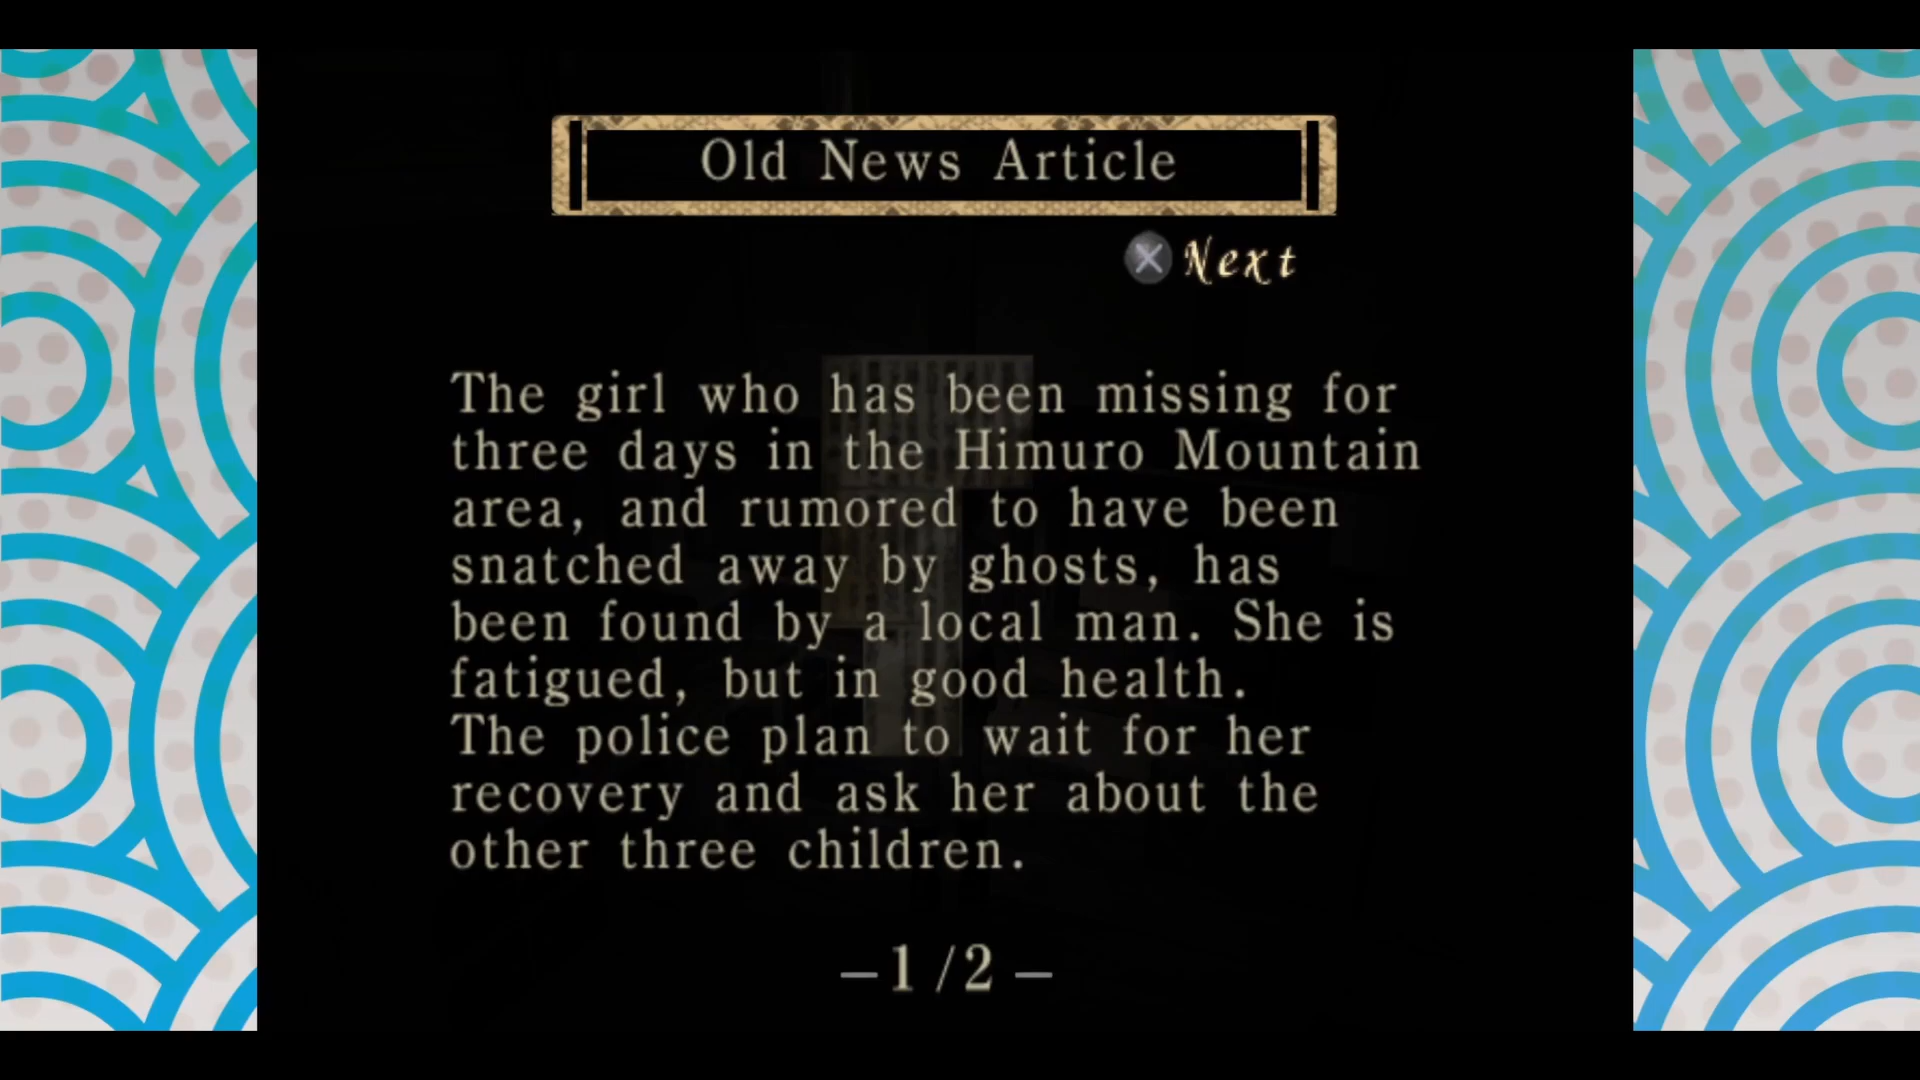 Old News Article
Next
The girl who has been missing for
three days in the Himuro Mountain
area, and rumored to have been
snatched away by ghosts, has
been found by a local man. She is
fatigued, but in good health.
The police plan to wait for her
recovery and ask her about the
other three children.
—1/2—